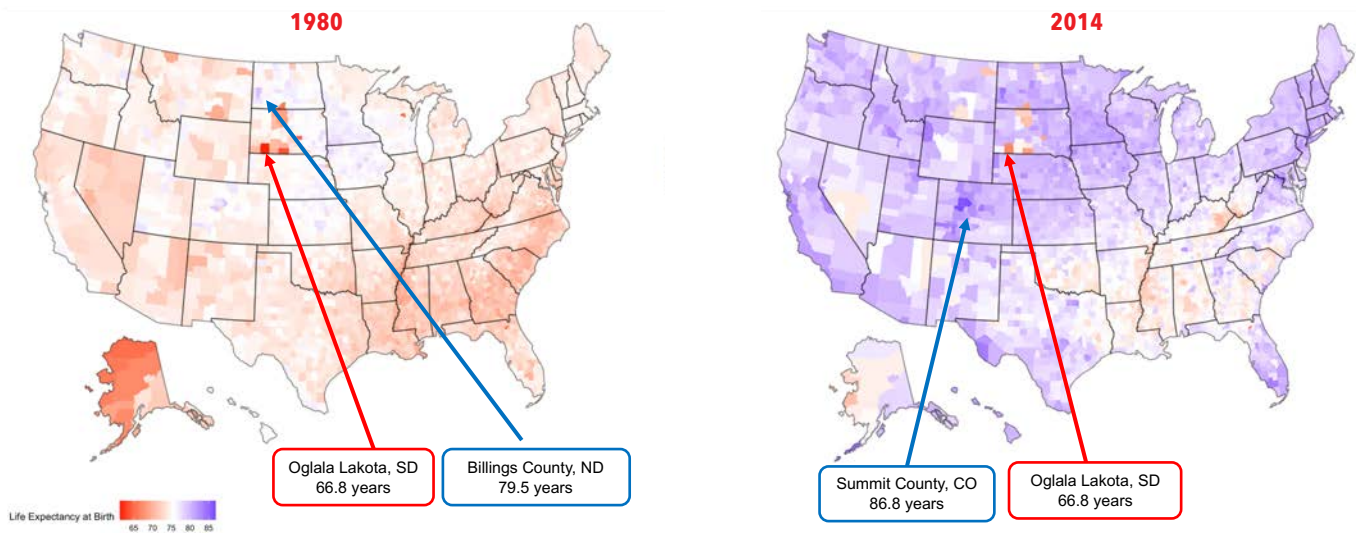 1980
2014
Oglala Lakota, SD
66.8 years
Billings County, ND
79.5 years
Summit County, CO
86.8 years
Oglala Lakota, SD
66.8 years
Life Expectancy at Birth
65 70 75 80 85